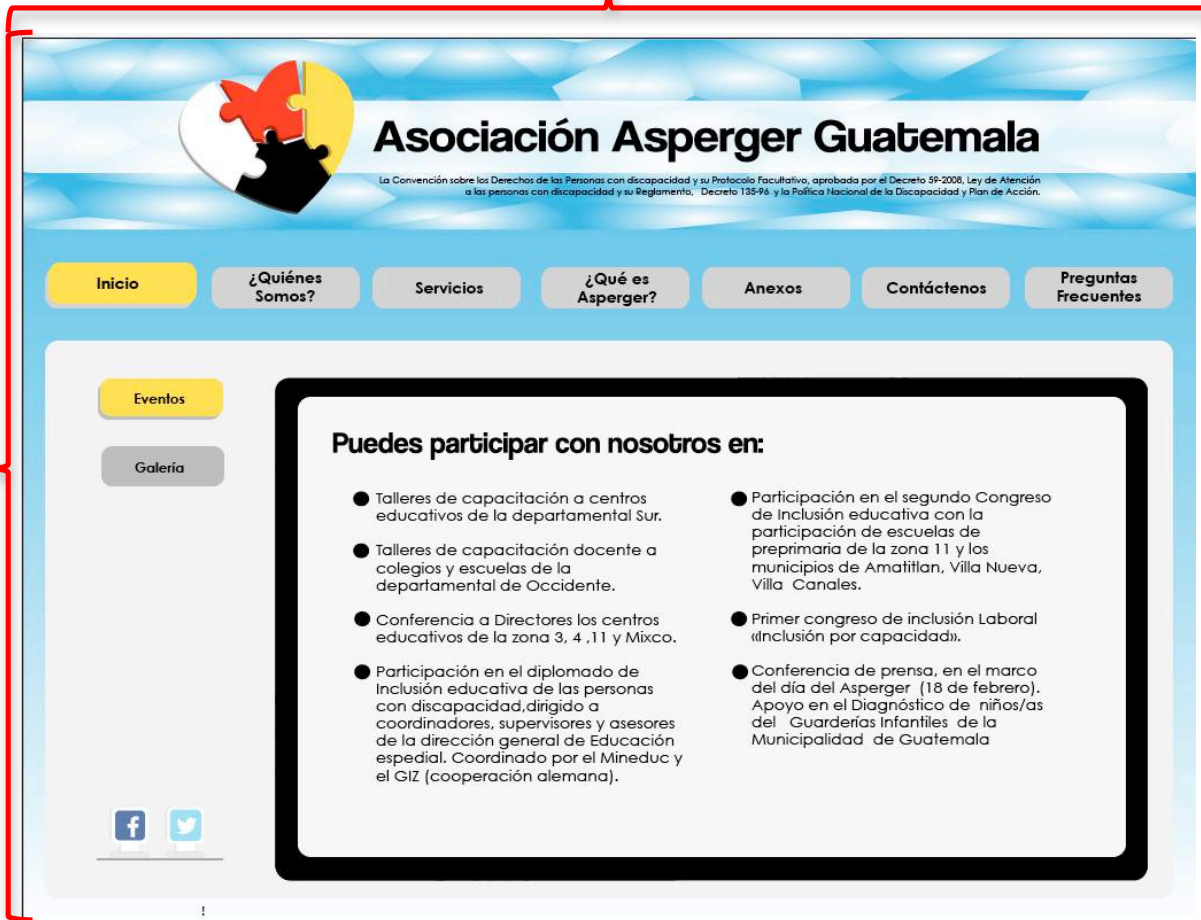 Asociación Asperger Guatemala
La Convención sobre los Derechos de las Personas con discapacidad y su Protocolo Facultativo, aprobada por el Decreto 59-2008, Ley de Atención
a las personas con discapacidad y su Reglamento, Decreto 135-96 y la Política Nacional de la Discapacidad y Plan de Acción.
Inicio
¿Quiénes
Somos?
Servicios
¿Qué es
Asperger?
Anexos
Contáctenos
Preguntas
Frecuentes
Eventos
Galería
Puedes participar con nosotros en:
Talleres de capacitación a centros
educativos de la departamental Sur.
Talleres de capacitación docente a
colegios y escuelas de la
departamental de Occidente.
Conferencia a Directores los centros
educativos de la zona 3, 4 ,11 y Mixco.
Participación en el diplomado de
Inclusión educativa de las personas
con discapacidad,dirigido a
coordinadores, supervisores y asesores
de la dirección general de Educación
espedial. Coordinado por el Mineduc y
el GIZ (cooperación alemana).
Participación en el segundo Congreso
de Inclusión educativa con la
participación de escuelas de
preprimaria de la zona 11 y los
municipios de Amatitlan, Villa Nueva,
Villa Canales.
Primer congreso de inclusión Laboral
«Inclusión por capacidad».
Conferencia de prensa, en el marco
del día del Asperger (18 de febrero).
Apoyo en el Diagnóstico de niños/as
del Guarderías Infantiles de la
Municipalidad de Guatemala
!